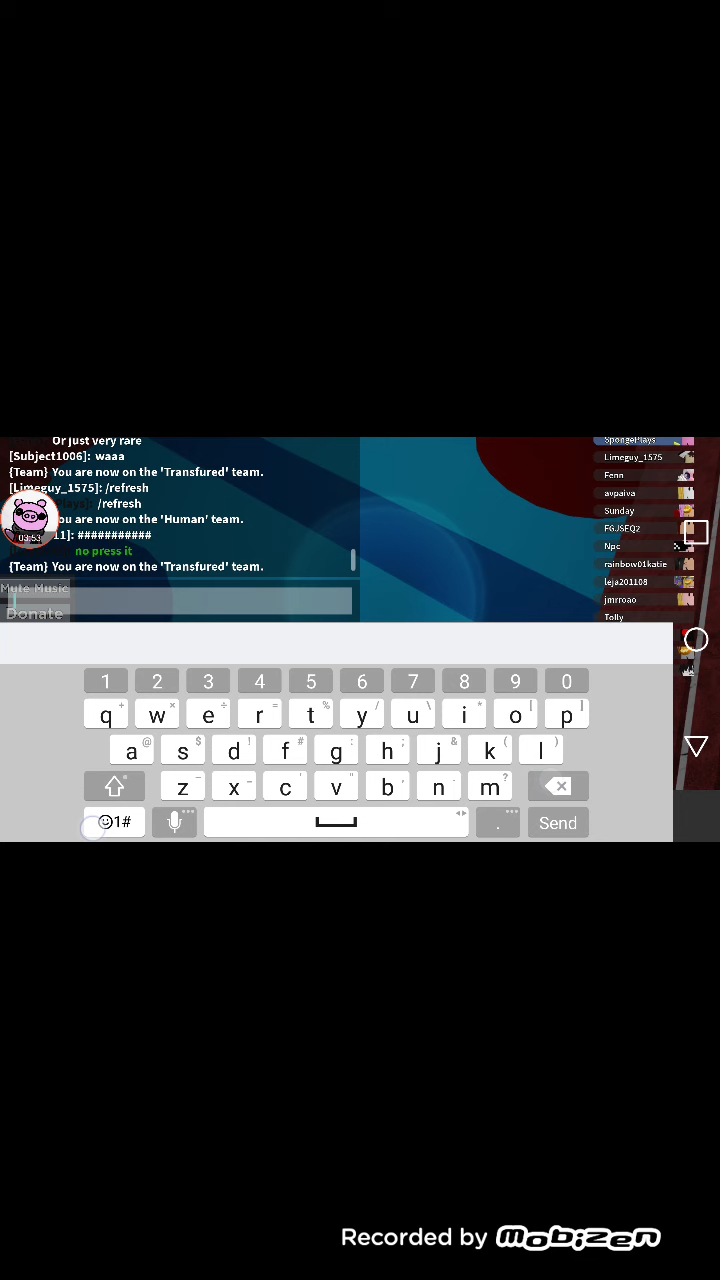 Or just very rare
[Subject1006]: waaa
{Team} You are now on the 'Transfured' team.
[Limeguy_1575]: /refresh
Plays]: /refresh
ou are now on the 'Human' team.
11]: ###########
no press it
{Team} You are now on the 'Transfured' team.
03:53
Mute Music
Donate
SpongePlays
Limeguy_1575
Fenn
avpaiva
Sunday
FGJSEQ2
Npc
rainbow01katie
leja201108
jmrroao
Tolly
1 2 3 4 5 6 7 8 9 0
q w e r t y u i o p
a s d f g h j k l
z x c v b n m
☺1# . Send
Recorded by mobizen